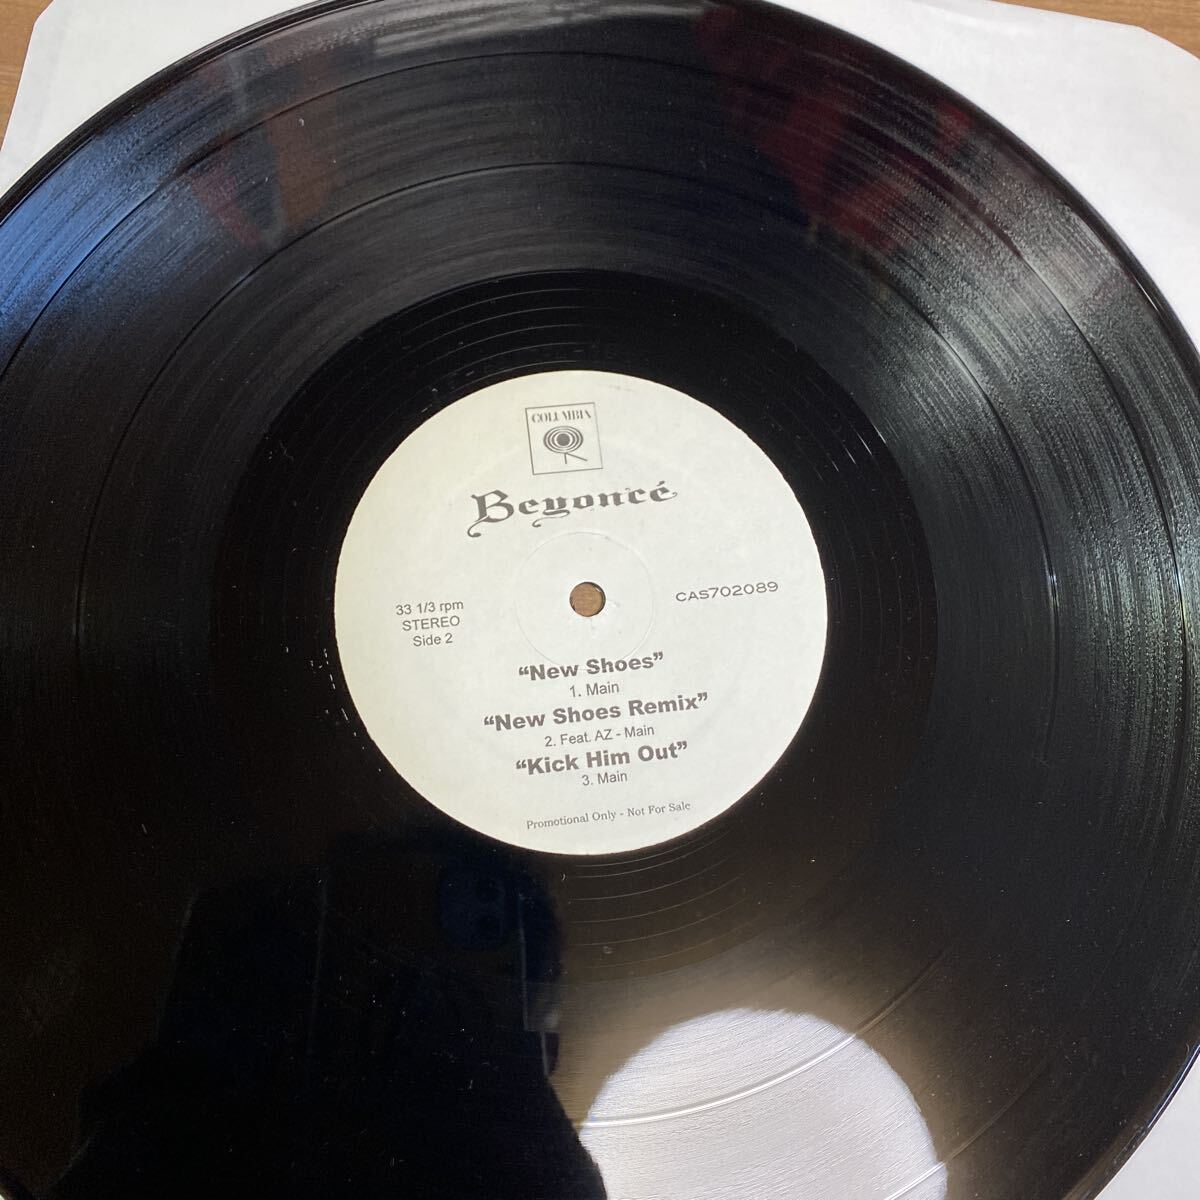 COLUMBIA
Beyoncé
33 1/3 rpm
STEREO
Side 2
CAS702089
“New Shoes”
1. Main
“New Shoes Remix”
2. Feat. AZ - Main
“Kick Him Out”
3. Main
Promotional Only - Not For Sale